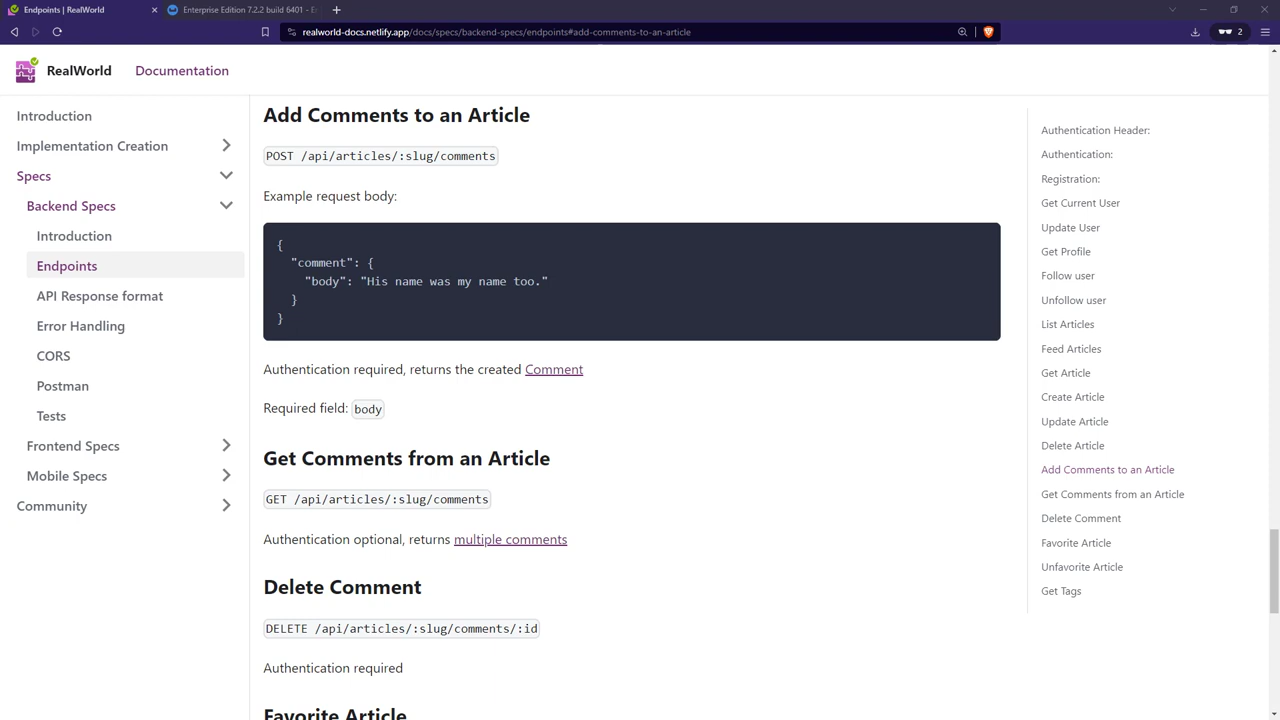 Endpoints | RealWorld
Enterprise Edition 7.2.2 build 6401 - E
realworld-docs.netlify.app/docs/specs/backend-specs/endpoints#add-comments-to-an-article
2
RealWorld
Documentation
Introduction
Implementation Creation
Specs
Backend Specs
Introduction
Endpoints
API Response format
Error Handling
CORS
Postman
Tests
Frontend Specs
Mobile Specs
Community
Add Comments to an Article
POST /api/articles/:slug/comments
Example request body:
{
"comment": {
"body": "His name was my name too."
}
}
Authentication required, returns the created Comment
Required field: body
Get Comments from an Article
GET /api/articles/:slug/comments
Authentication optional, returns multiple comments
Delete Comment
DELETE /api/articles/:slug/comments/:id
Authentication required
Favorite Article
Authentication Header:
Authentication:
Registration:
Get Current User
Update User
Get Profile
Follow user
Unfollow user
List Articles
Feed Articles
Get Article
Create Article
Update Article
Delete Article
Add Comments to an Article
Get Comments from an Article
Delete Comment
Favorite Article
Unfavorite Article
Get Tags